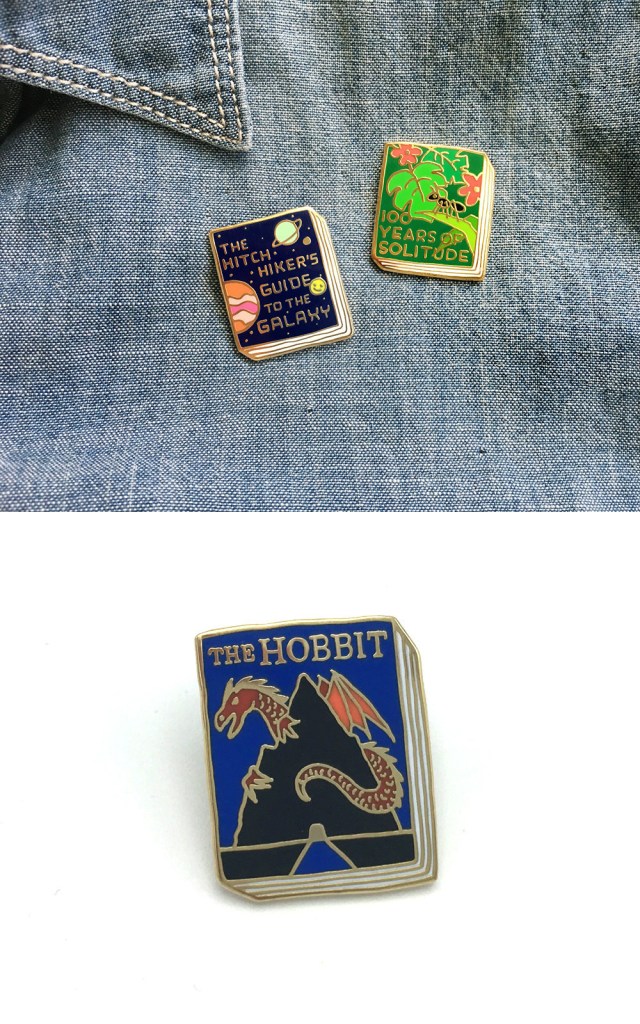 THE
HITCH
HIKER'S
GUIDE
TO THE
GALAXY
100
YEARS OF
SOLITUDE
THE HOBBIT